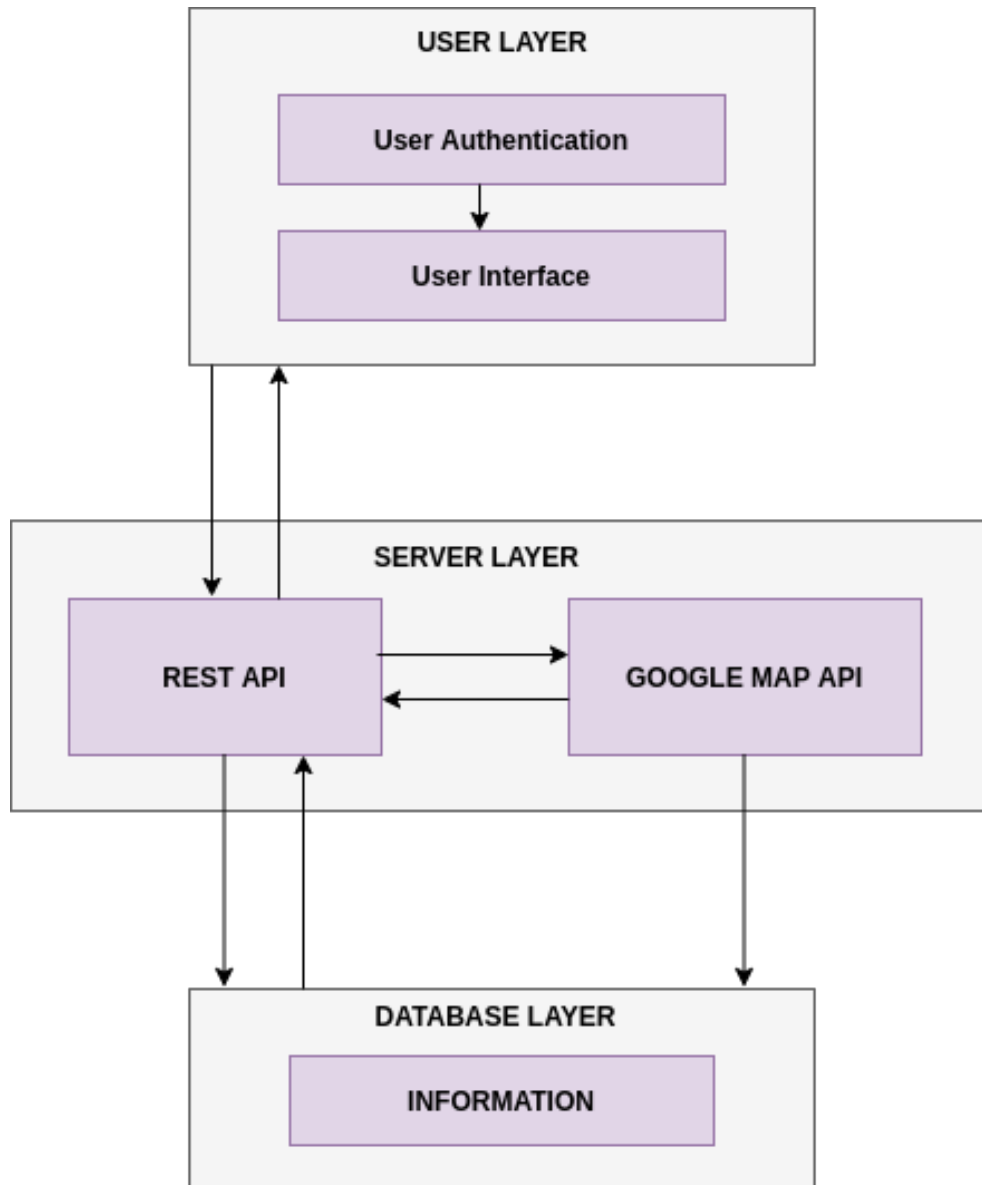 USER LAYER
User Authentication
User Interface
SERVER LAYER
REST API
GOOGLE MAP API
DATABASE LAYER
INFORMATION